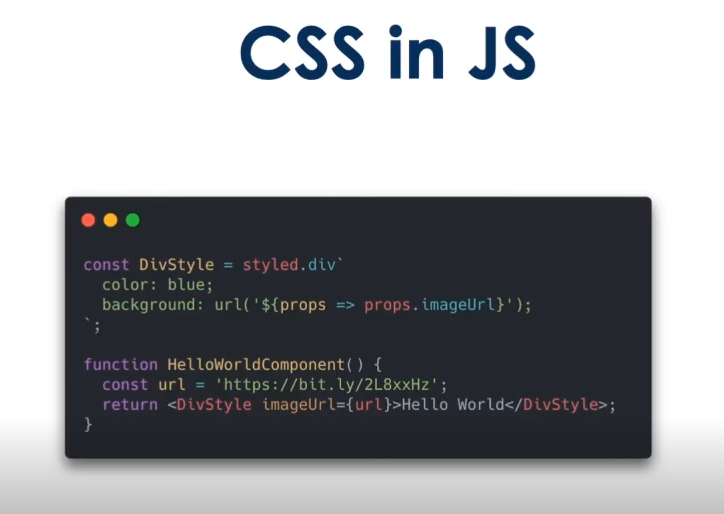 CSS in JS
const DivStyle = styled.div`
  color: blue;
  background: url('${props => props.imageUrl}');
`;
function HelloWorldComponent() {
  const url = 'https://bit.ly/2L8xxHz';
  return <DivStyle imageUrl={url}>Hello World</DivStyle>;
}